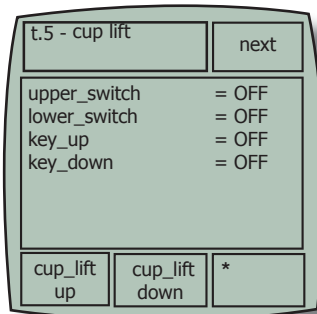 t.5 - cup lift
next
upper_switch = OFF
lower_switch = OFF
key_up = OFF
key_down = OFF
cup_lift
up
cup_lift
down
*